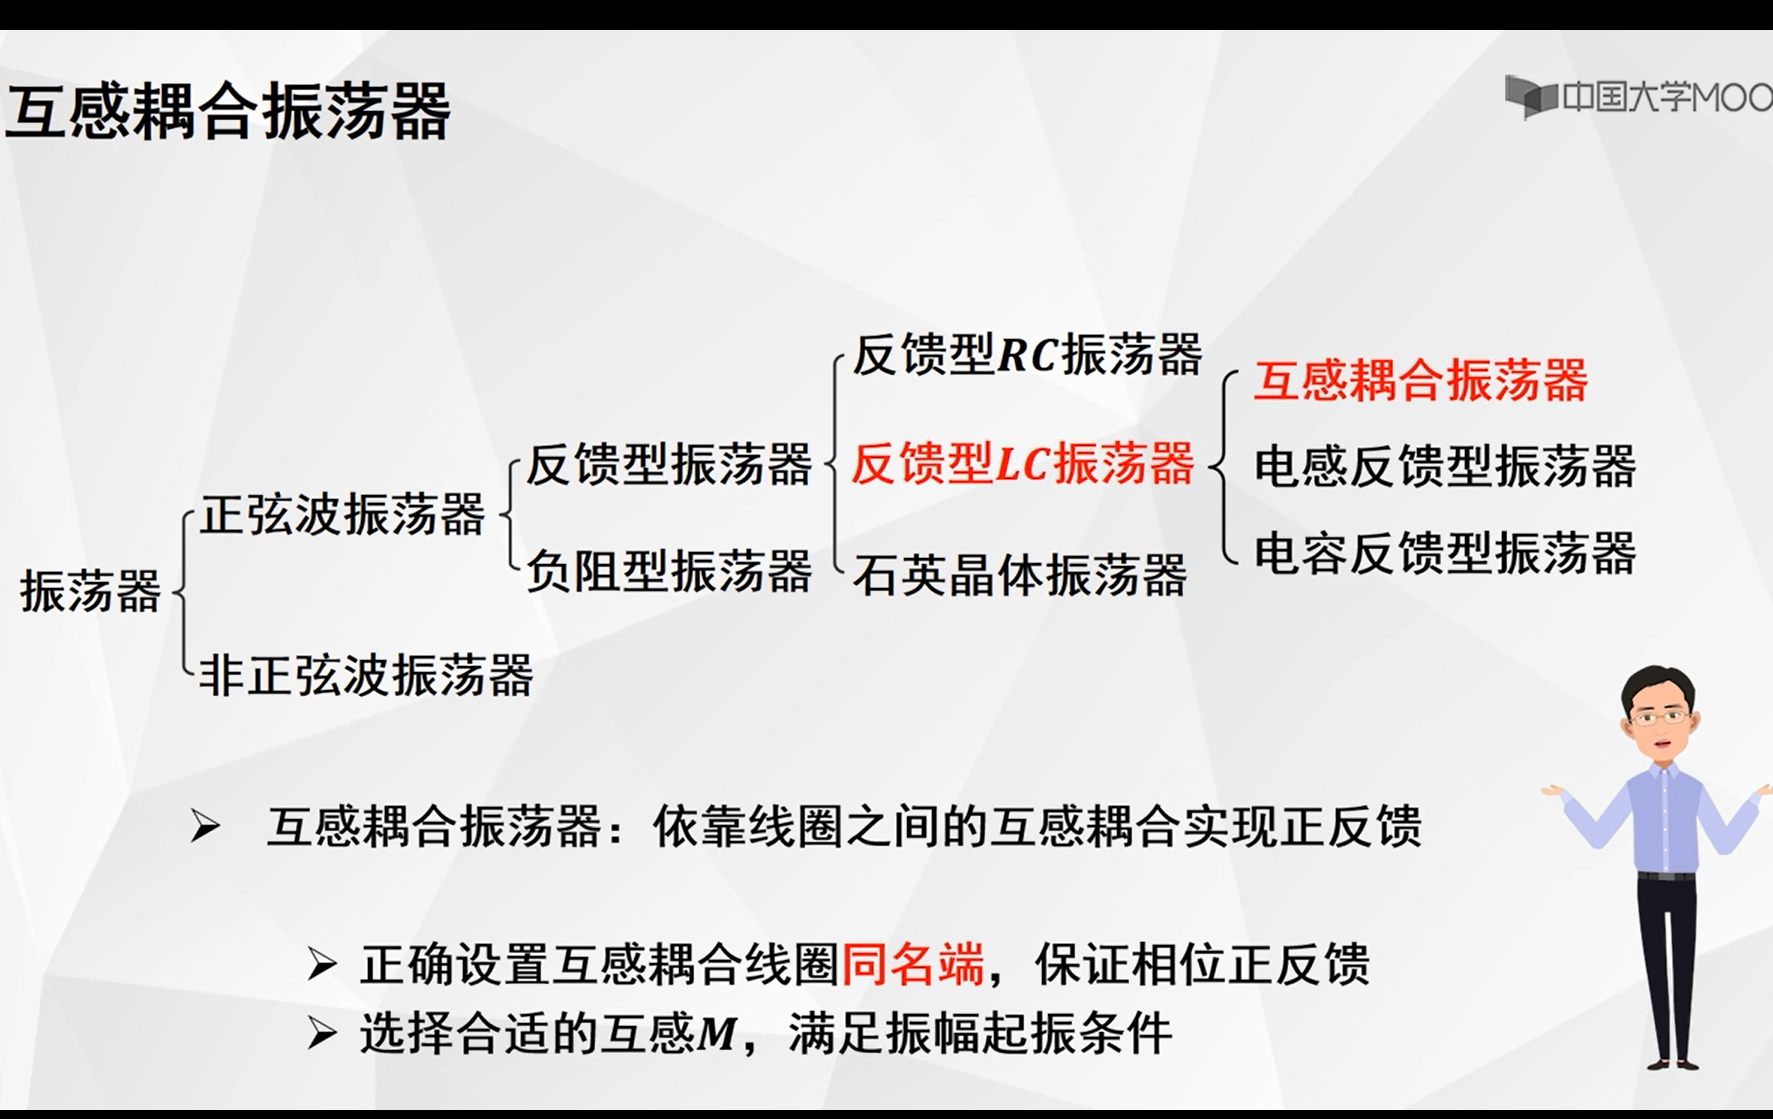 互感耦合振荡器
中国大学MOO
反馈型RC振荡器
互感耦合振荡器
反馈型振荡器
反馈型LC振荡器
电感反馈型振荡器
正弦波振荡器
负阻型振荡器
石英晶体振荡器
电容反馈型振荡器
振荡器
非正弦波振荡器
➢ 互感耦合振荡器：依靠线圈之间的互感耦合实现正反馈
➢ 正确设置互感耦合线圈同名端，保证相位正反馈
➢ 选择合适的互感M，满足振幅起振条件